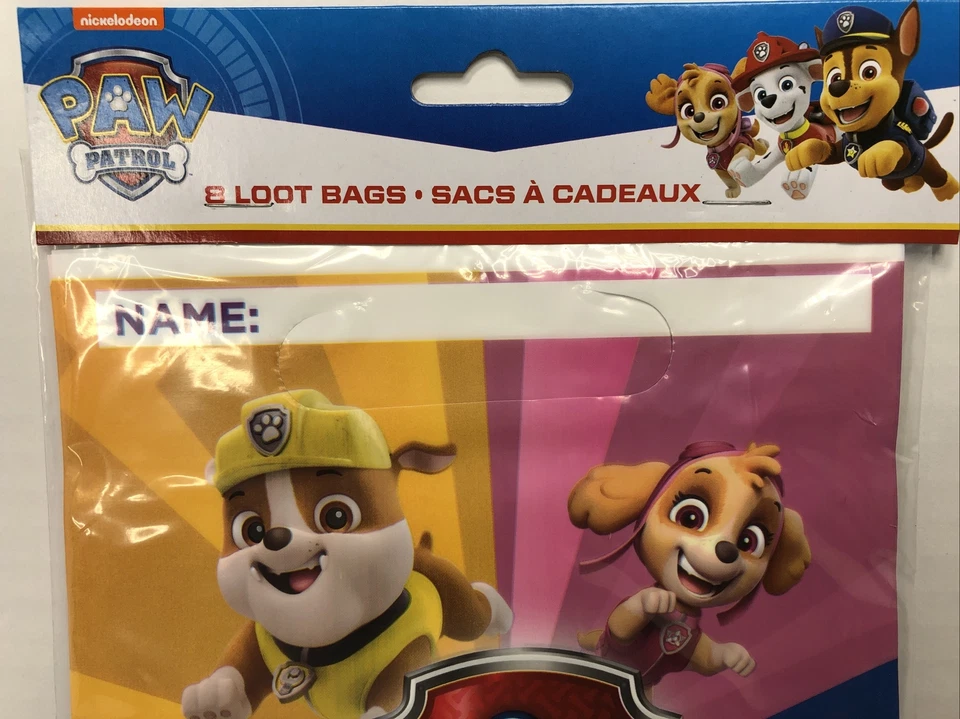 nickelodeon
PAW
PATROL
8 LOOT BAGS • SACS À CADEAUX
NAME: